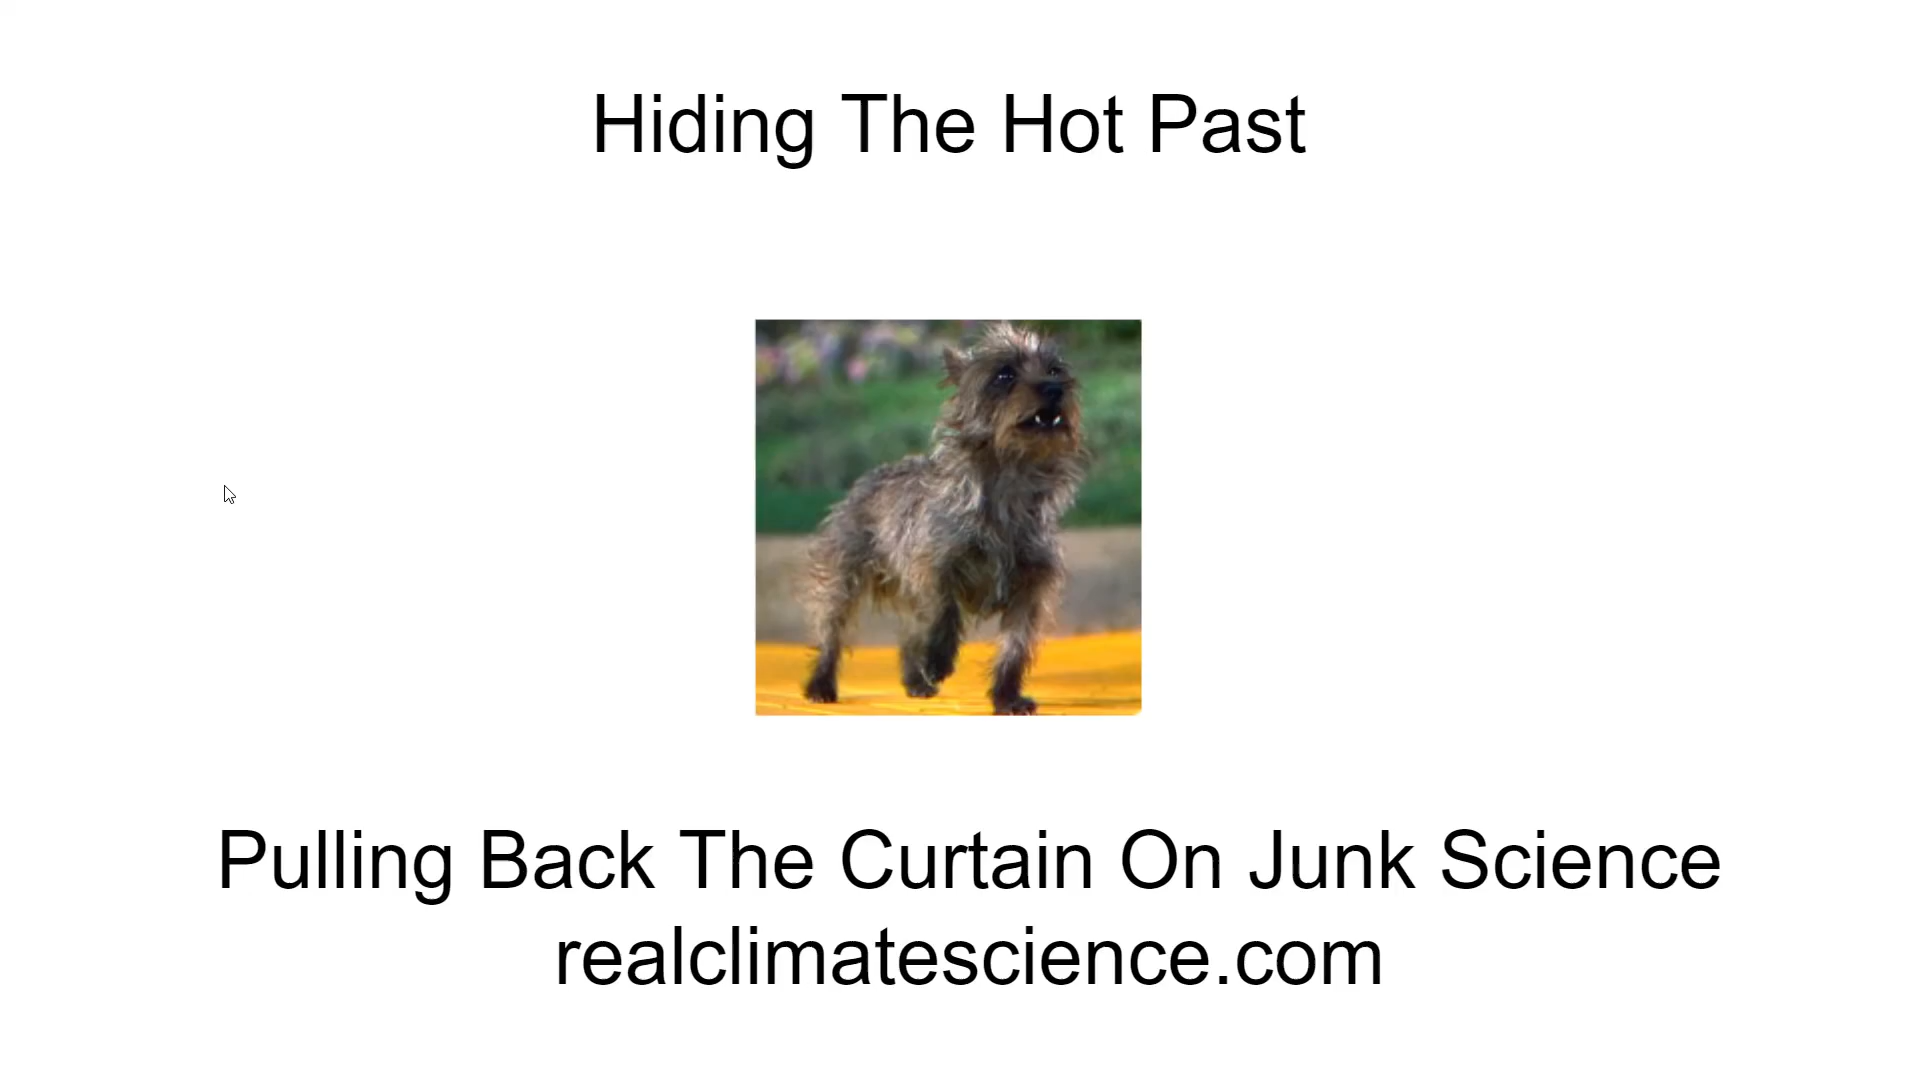 Hiding The Hot Past
Pulling Back The Curtain On Junk Science
realclimatescience.com